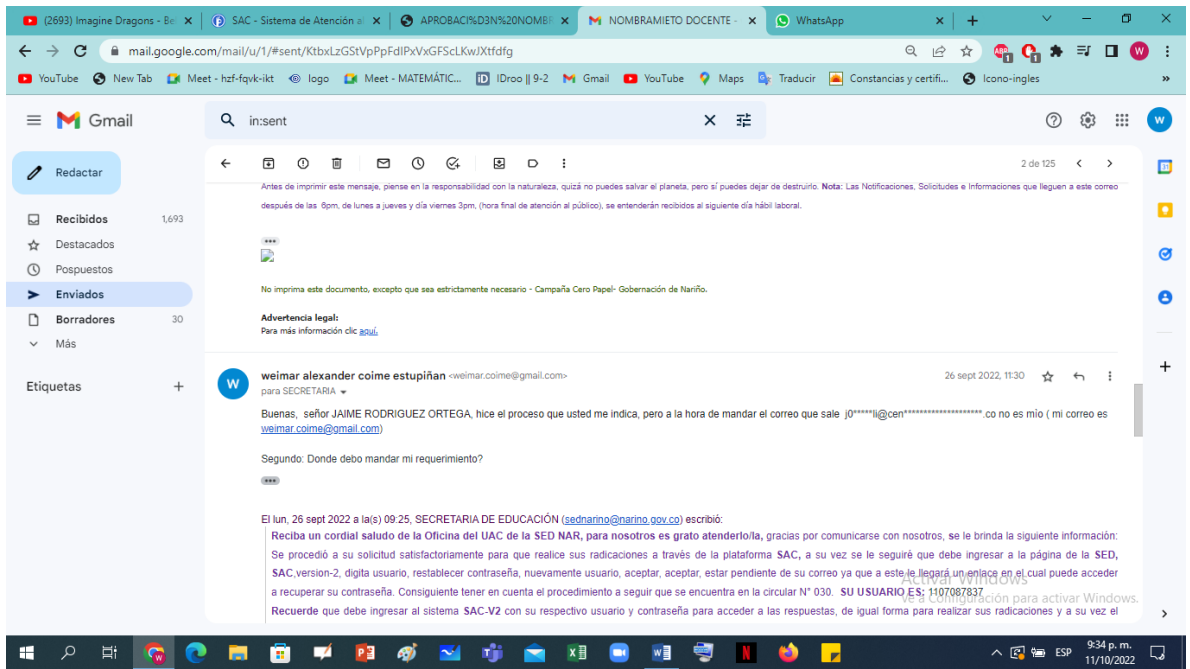 (2693) Imagine Dragons - Bel
SAC - Sistema de Atención al
APROBACI%D3N%20NOMBR
NOMBRAMIETO DOCENTE -
WhatsApp
mail.google.com/mail/u/1/#sent/KtbxLzGStVpPpFdlPxVxGFScLKwJXtfdfg
YouTube
New Tab
Meet - hzf-fqvk-ikt
logo
Meet - MATEMÁTIC...
IDroo || 9-2
Gmail
YouTube
Maps
Traducir
Constancias y certifi...
Icono-ingles
Gmail
in:sent
Redactar
2 de 125
Recibidos 1,693
Destacados
Pospuestos
Enviados
Borradores 30
Más
Etiquetas
Antes de imprimir este mensaje, piense en la responsabilidad con la naturaleza, quizá no puedes salvar el planeta, pero sí puedes dejar de destruirlo. Nota: Las Notificaciones, Solicitudes e Informaciones que lleguen a este correo
después de las 6pm, de lunes a jueves y día viernes 3pm, (hora final de atención al público), se entenderán recibidos al siguiente día hábil laboral.
No imprima este documento, excepto que sea estrictamente necesario - Campaña Cero Papel- Gobernación de Nariño.
Advertencia legal:
Para más información clic aquí.
weimar alexander coime estupiñan <weimar.coime@gmail.com>
26 sept 2022, 11:30
para SECRETARIA
Buenas, señor JAIME RODRIGUEZ ORTEGA, hice el proceso que usted me indica, pero a la hora de mandar el correo que sale j0*****li@cen********************.co no es mío ( mi correo es
weimar.coime@gmail.com)
Segundo: Donde debo mandar mi requerimiento?
El lun, 26 sept 2022 a la(s) 09:25, SECRETARIA DE EDUCACIÓN (sednarino@narino.gov.co) escribió:
Reciba un cordial saludo de la Oficina del UAC de la SED NAR, para nosotros es grato atenderlo/la, gracias por comunicarse con nosotros, se le brinda la siguiente información:
Se procedió a su solicitud satisfactoriamente para que realice sus radicaciones a través de la plataforma SAC, a su vez se le seguiré que debe ingresar a la página de la SED,
SAC,version-2, digita usuario, restablecer contraseña, nuevamente usuario, aceptar, aceptar, estar pendiente de su correo ya que a este le llegará un enlace en el cual puede acceder
a recuperar su contraseña. Consiguiente tener en cuenta el procedimiento a seguir que se encuentra en la circular N° 030. SU USUARIO ES: 1107087837
Recuerde que debe ingresar al sistema SAC-V2 con su respectivo usuario y contraseña para acceder a las respuestas, de igual forma para realizar sus radicaciones y a su vez el
Activar Windows
Ve a Configuración para activar Windows.
ESP
9:34 p. m.
11/10/2022